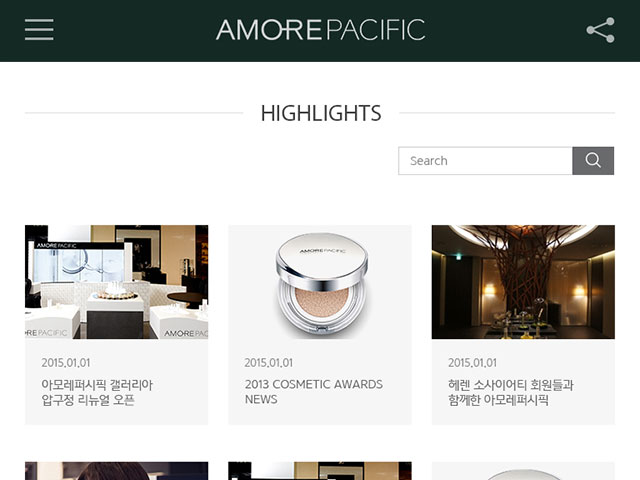 AMOREPACIFIC
HIGHLIGHTS
Search
AMOREPACIFIC
EPACIFIC
AMOREPACIFIC
AMOREPACIFIC
2015.01.01
아모레퍼시픽 갤러리아
압구정 리뉴얼 오픈
2015.01.01
2013 COSMETIC AWARDS
NEWS
2015.01.01
헤렌 소사이어티 회원들과
함께한 아모레퍼시픽
AMOREPACIFIC